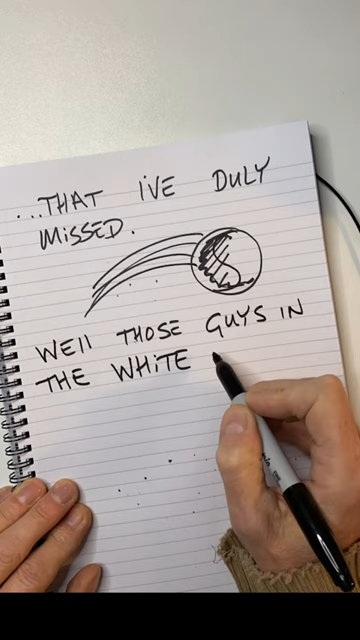 ...THAT I'VE DULY
MISSED.
WEll THOSE GUYS IN
THE WHITE